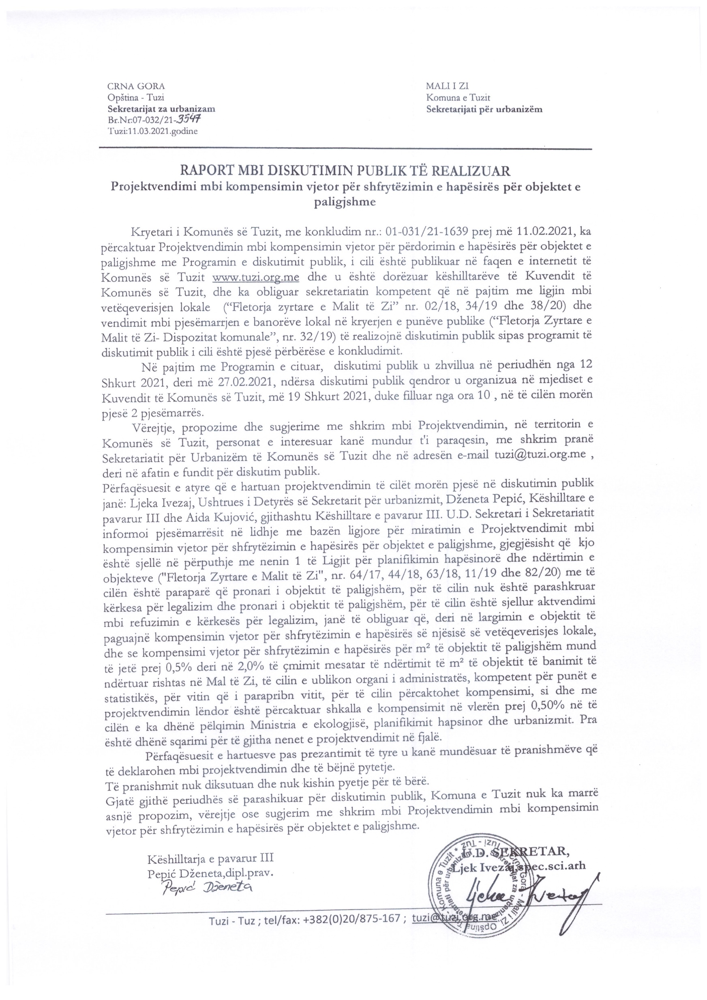 CRNA GORA
Opština - Tuzi
Sekretarijat za urbanizam
Br.Nr:07-032/21-3547
Tuzi:11.03.2021.godine
MALI I ZI
Komuna e Tuzit
Sekretarijati për urbanizëm
RAPORT MBI DISKUTIMIN PUBLIK TË REALIZUAR
Projektvendimi mbi kompensimin vjetor për shfrytëzimin e hapësirës për objektet e
paligjshme
Kryetari i Komunës së Tuzit, me konkludim nr.: 01-031/21-1639 prej më 11.02.2021, ka
përcaktuar Projektvendimin mbi kompensimin vjetor për përdorimin e hapësirës për objektet e
paligjshme me Programin e diskutimit publik, i cili është publikuar në faqen e internetit të
Komunës së Tuzit www.tuzi.org.me dhe u është dorëzuar këshilltarëve të Kuvendit të
Komunës së Tuzit, dhe ka obliguar sekretariatin kompetent që në pajtim me ligjin mbi
vetëqeverisjen lokale (“Fletorja zyrtare e Malit të Zi” nr. 02/18, 34/19 dhe 38/20) dhe
vendimit mbi pjesëmarrjen e banorëve lokal në kryerjen e punëve publike (“Fletorja Zyrtare e
Malit të Zi- Dispozitat komunale”, nr. 32/19) të realizojnë diskutimin publik sipas programit të
diskutimit publik i cili është pjesë përbërëse e konkludimit.
Në pajtim me Programin e cituar, diskutimi publik u zhvillua në periudhën nga 12
Shkurt 2021, deri më 27.02.2021, ndërsa diskutimi publik qendror u organizua në mjediset e
Kuvendit të Komunës së Tuzit, më 19 Shkurt 2021, duke filluar nga ora 10 , në të cilën morën
pjesë 2 pjesëmarrës.
Vërejtje, propozime dhe sugjerime me shkrim mbi Projektvendimin, në territorin e
Komunës së Tuzit, personat e interesuar kanë mundur t'i paraqesin, me shkrim pranë
Sekretariatit për Urbanizëm të Komunës së Tuzit dhe në adresën e-mail tuzi@tuzi.org.me ,
deri në afatin e fundit për diskutim publik.
Përfaqësuesit e atyre që e hartuan projektvendimin të cilët morën pjesë në diskutimin publik
janë: Ljeka Ivezaj, Ushtrues i Detyrës së Sekretarit për urbanizmit, Dženeta Pepić, Këshilltare e
pavarur III dhe Aida Kujović, gjithashtu Këshilltare e pavarur III. U.D. Sekretari i Sekretariatit
informoi pjesëmarrësit në lidhje me bazën ligjore për miratimin e Projektvendimit mbi
kompensimin vjetor për shfrytëzimin e hapësirës për objektet e paligjshme, gjegjësisht që kjo
është sjellë në përputhje me nenin 1 të Ligjit për planifikimin hapësinorë dhe ndërtimin e
objekteve ("Fletorja Zyrtare e Malit të Zi", nr. 64/17, 44/18, 63/18, 11/19 dhe 82/20) me të
cilën është paraparë që pronari i objektit të paligjshëm, për të cilin nuk është parashkruar
kërkesa për legalizim dhe pronari i objektit të paligjshëm, për të cilin është sjellur aktvendimi
mbi refuzimin e kërkesës për legalizim, janë të obliguar që, deri në largimin e objektit të
paguajnë kompensimin vjetor për shfrytëzimin e hapësirës së njësisë së vetëqeverisjes lokale,
dhe se kompensimi vjetor për shfrytëzimin e hapësirës për m² të objektit të paligjshëm mund
të jetë prej 0,5% deri në 2,0% të çmimit mesatar të ndërtimit të m² të objektit të banimit të
ndërtuar rishtas në Mal të Zi, të cilin e ublikon organi i administratës, kompetent për punët e
statistikës, për vitin që i parapribn vitit, për të cilin përcaktohet kompensimi, si dhe me
projektvendimin lëndor është përcaktuar shkalla e kompensimit në vlerën prej 0,50% në të
cilën e ka dhënë pëlqimin Ministria e ekologjisë, planifikimit hapsinor dhe urbanizmit. Pra
është dhënë sqarimi për të gjitha nenet e projektvendimit në fjalë.
Përfaqësuesit e hartuesve pas prezantimit të tyre u kanë mundësuar të pranishmëve që
të deklarohen mbi projektvendimin dhe të bëjnë pytetje.
Të pranishmit nuk diksutuan dhe nuk kishin pyetje për të bërë.
Gjatë gjithë periudhës së parashikuar për diskutimin publik, Komuna e Tuzit nuk ka marrë
asnjë propozim, vërejtje ose sugjerim me shkrim mbi Projektvendimin mbi kompensimin
vjetor për shfrytëzimin e hapësirës për objektet e paligjshme.
Këshilltarja e pavarur III
Pepić Dženeta,dipl.prav.
Pepić Dženeta
U.D. SEKRETAR,
Ljek Ivezaj,spec.sci.arh
Ljeka Ivezaj
Crna Gora - Mali i Zi, Opština Tuzi - Komuna e Tuzit * Tuzi - Tuz
Sekretarijat za urbanizam - Sekretariati për urbanizëm
Tuzi - Tuz ; tel/fax: +382(0)20/875-167 ; tuzi@tuzi.org.me